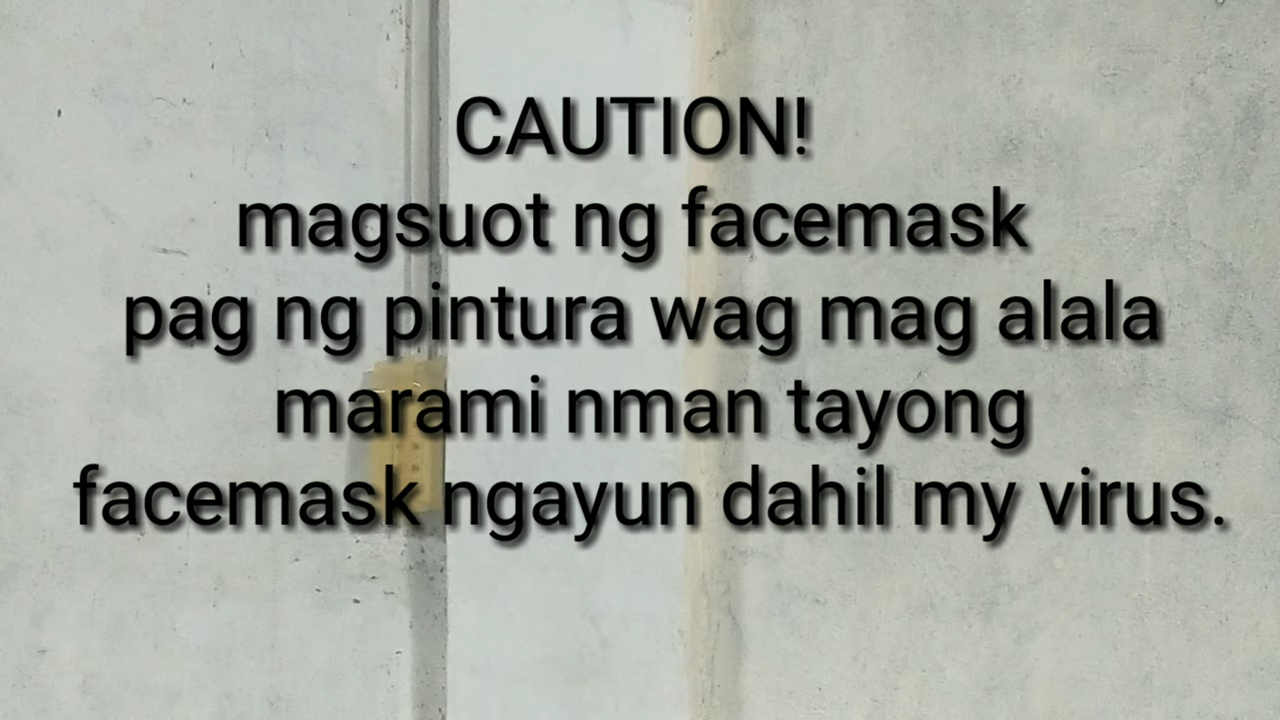 CAUTION!
magsuot ng facemask
pag ng pintura wag mag alala
marami nman tayong
facemask ngayun dahil my virus.